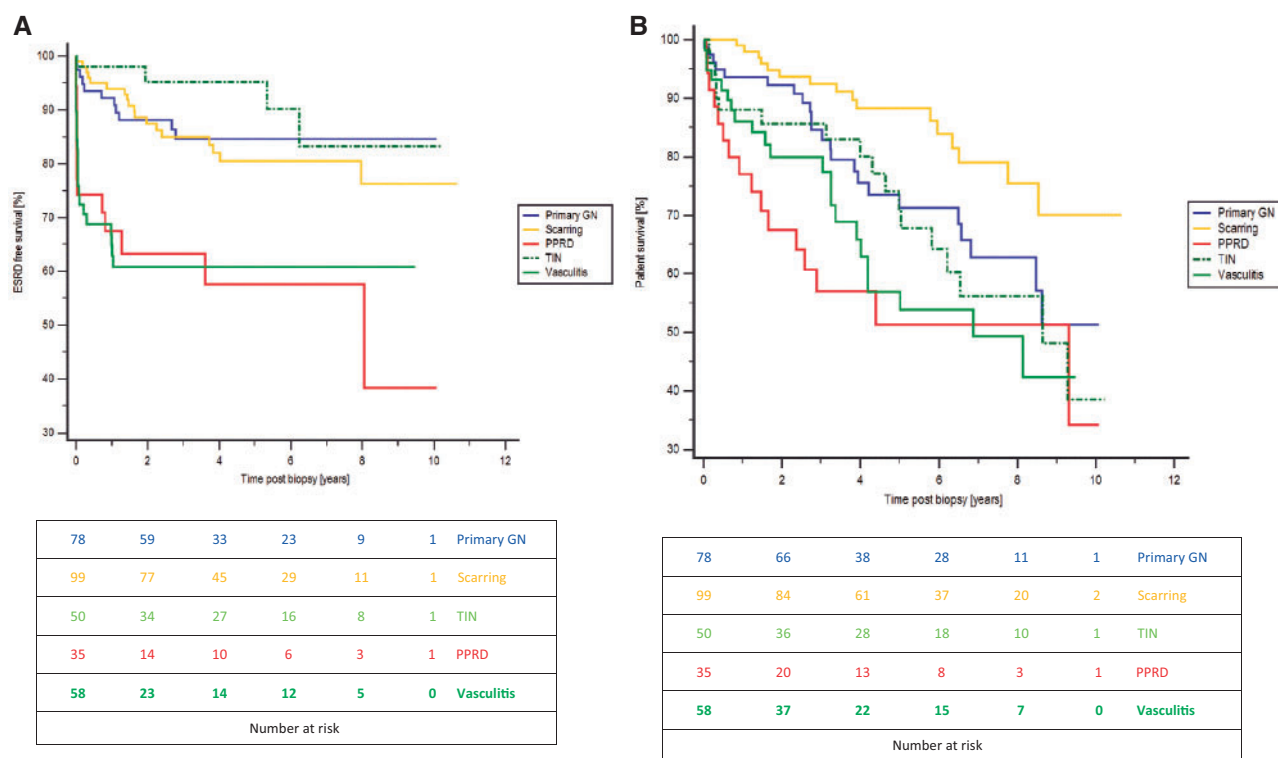 A
100
90
80
70
60
50
40
30
ESRD free survival [%]
0 2 4 6 8 10 12
Time post biopsy [years]
Primary GN
Scarring
PPRD
TIN
Vasculitis
78 59 33 23 9 1 Primary GN
99 77 45 29 11 1 Scarring
50 34 27 16 8 1 TIN
35 14 10 6 3 1 PPRD
58 23 14 12 5 0 Vasculitis
Number at risk
B
100
90
80
70
60
50
40
30
Patient survival [%]
0 2 4 6 8 10 12
Time post biopsy [years]
Primary GN
Scarring
PPRD
TIN
Vasculitis
78 66 38 28 11 1 Primary GN
99 84 61 37 20 2 Scarring
50 36 28 18 10 1 TIN
35 20 13 8 3 1 PPRD
58 37 22 15 7 0 Vasculitis
Number at risk